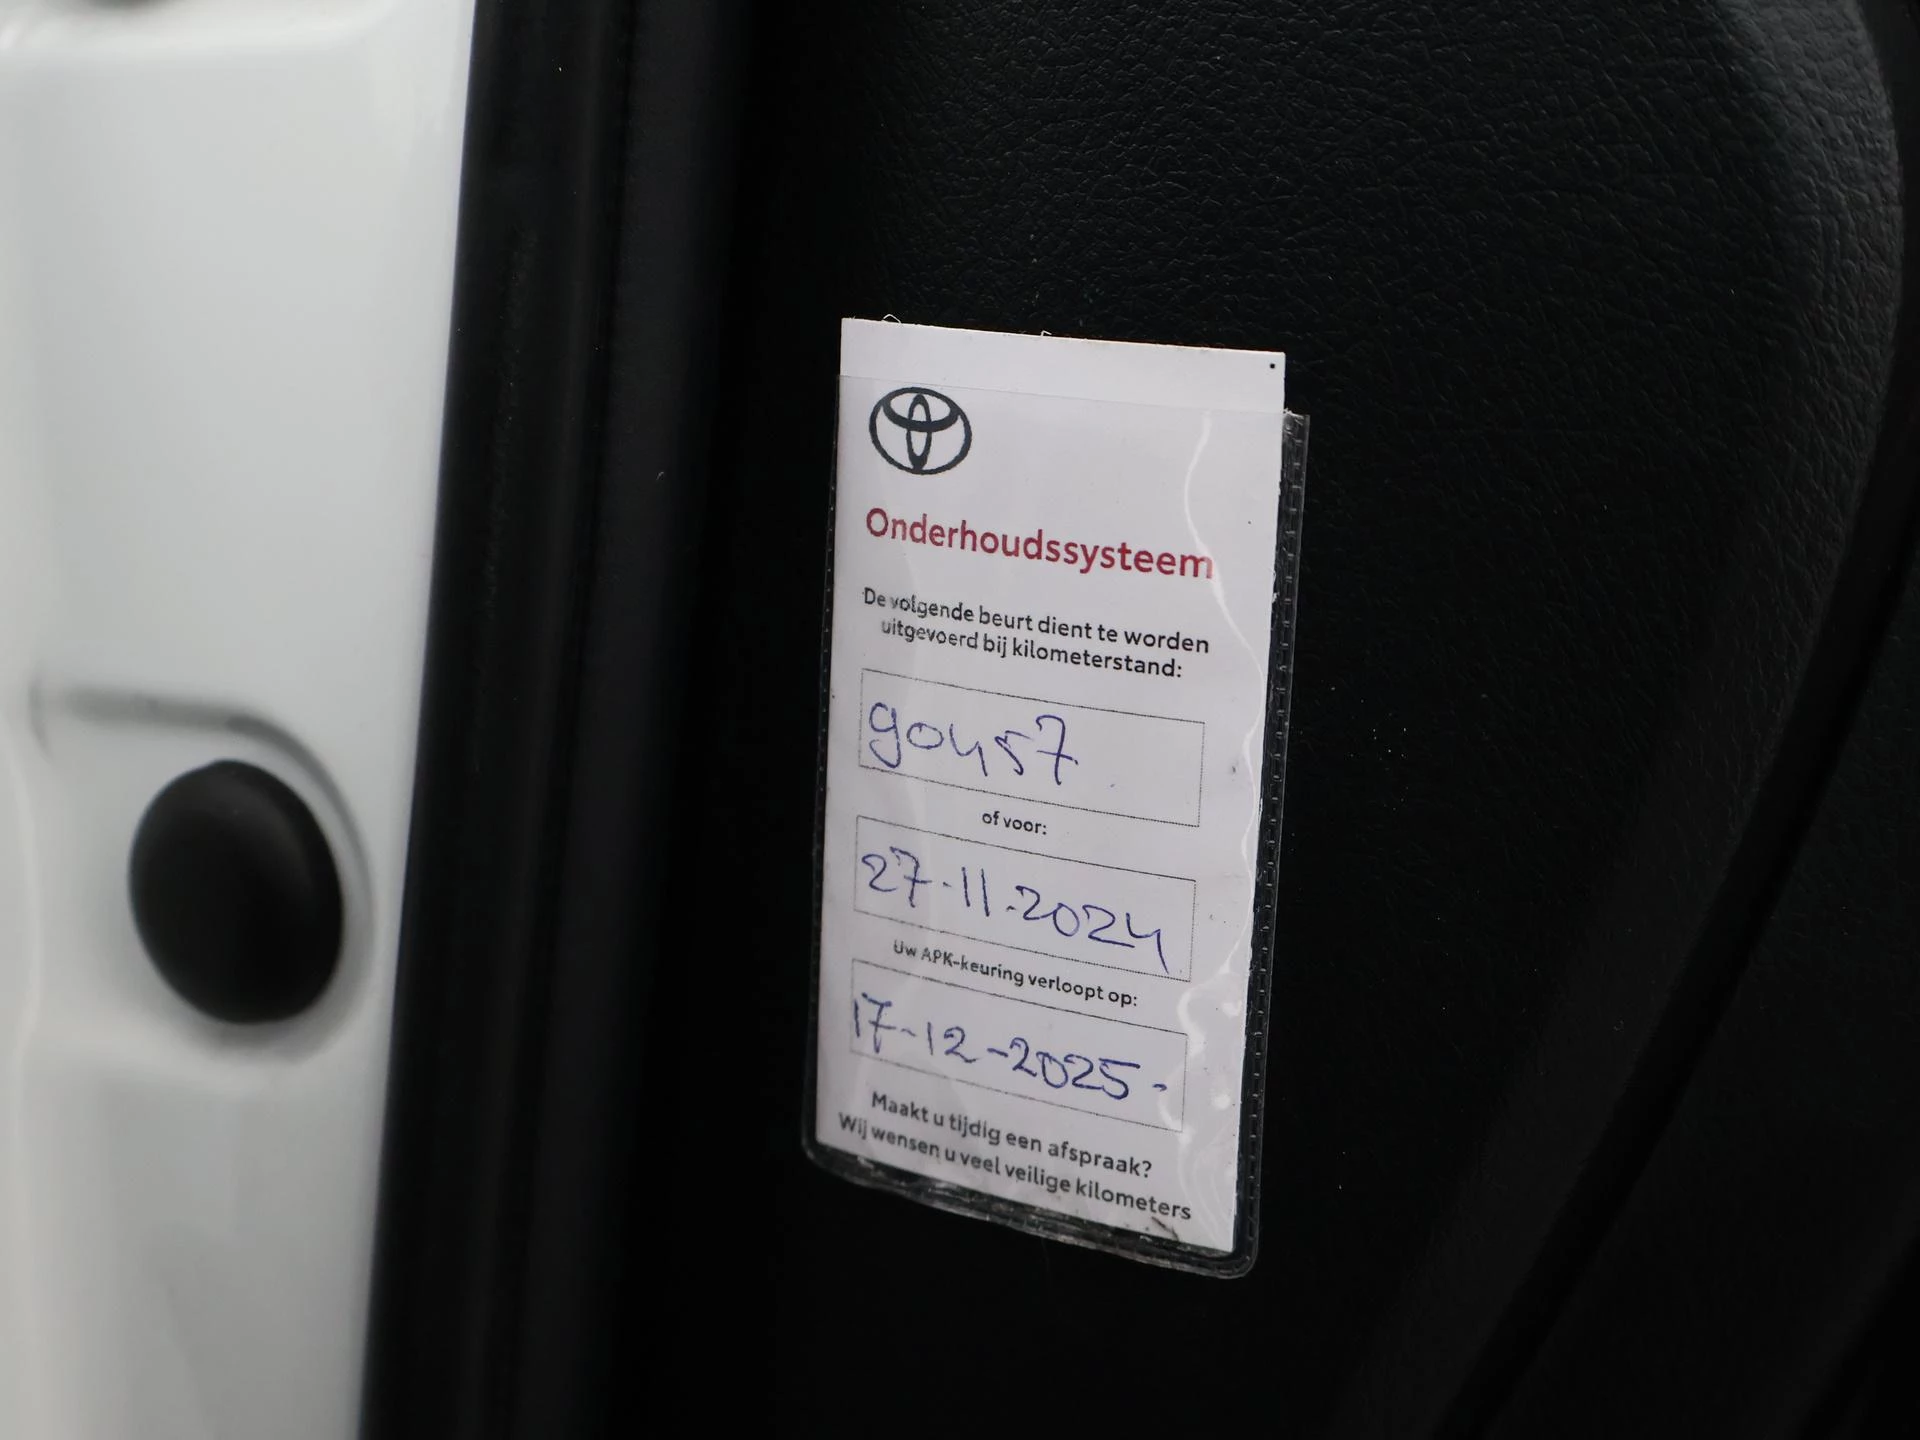 Onderhoudssysteem
De volgende beurt dient te worden
uitgevoerd bij kilometerstand:
90457
of voor:
27-11-2024
Uw APK-keuring verloopt op:
17-12-2025-
Maakt u tijdig een afspraak?
Wij wensen u veel veilige kilometers